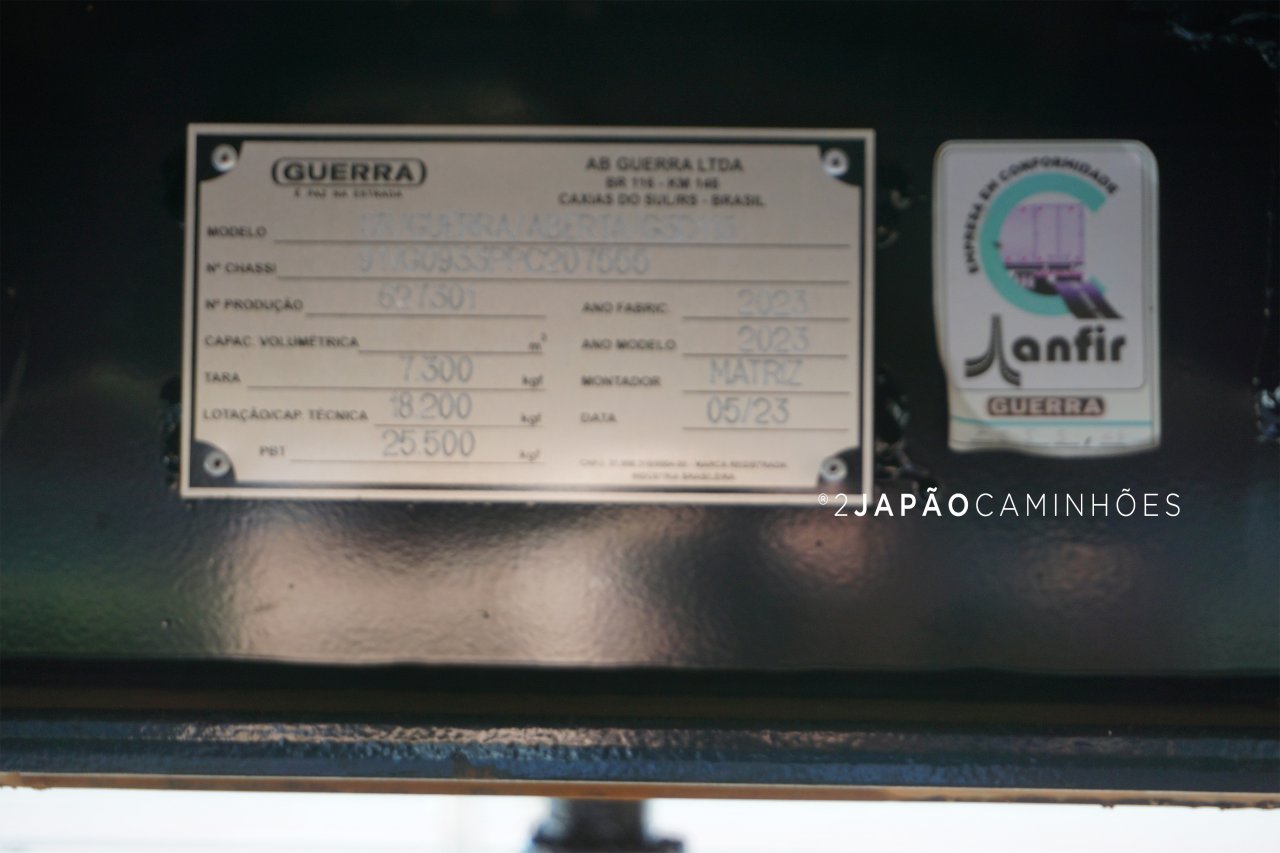 GUERRA
É PAZ NA ESTRADA
AB GUERRA LTDA
BR 116 - KM 146
CAXIAS DO SUL/RS - BRASIL
MODELO
Nº CHASSI
Nº PRODUÇÃO
ANO FABRIC. 2023
CAPAC. VOLUMÉTRICA m³
ANO MODELO 2023
TARA 7.300 kgf
MONTADOR MATRIZ
LOTAÇÃO/CAP. TÉCNICA 18.200 kgf
DATA 05/23
PBT 25.500 kgf
MARCA REGISTRADA
INDÚSTRIA BRASILEIRA
EMPRESA EM CONFORMIDADE
anfir
GUERRA
®2JAPÃOCAMINHÕES